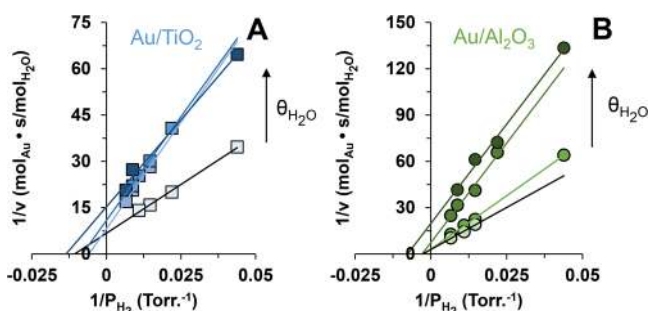 75
60
45
30
15
0
Au/TiO₂
A
θH₂O
1/v (molAu • s/molH₂O)
-0.025
0
0.025
0.05
1/PH₂ (Torr.⁻¹)
150
120
90
60
30
0
Au/Al₂O₃
B
θH₂O
1/v (molAu • s/molH₂O)
-0.025
0
0.025
0.05
1/PH₂ (Torr.⁻¹)